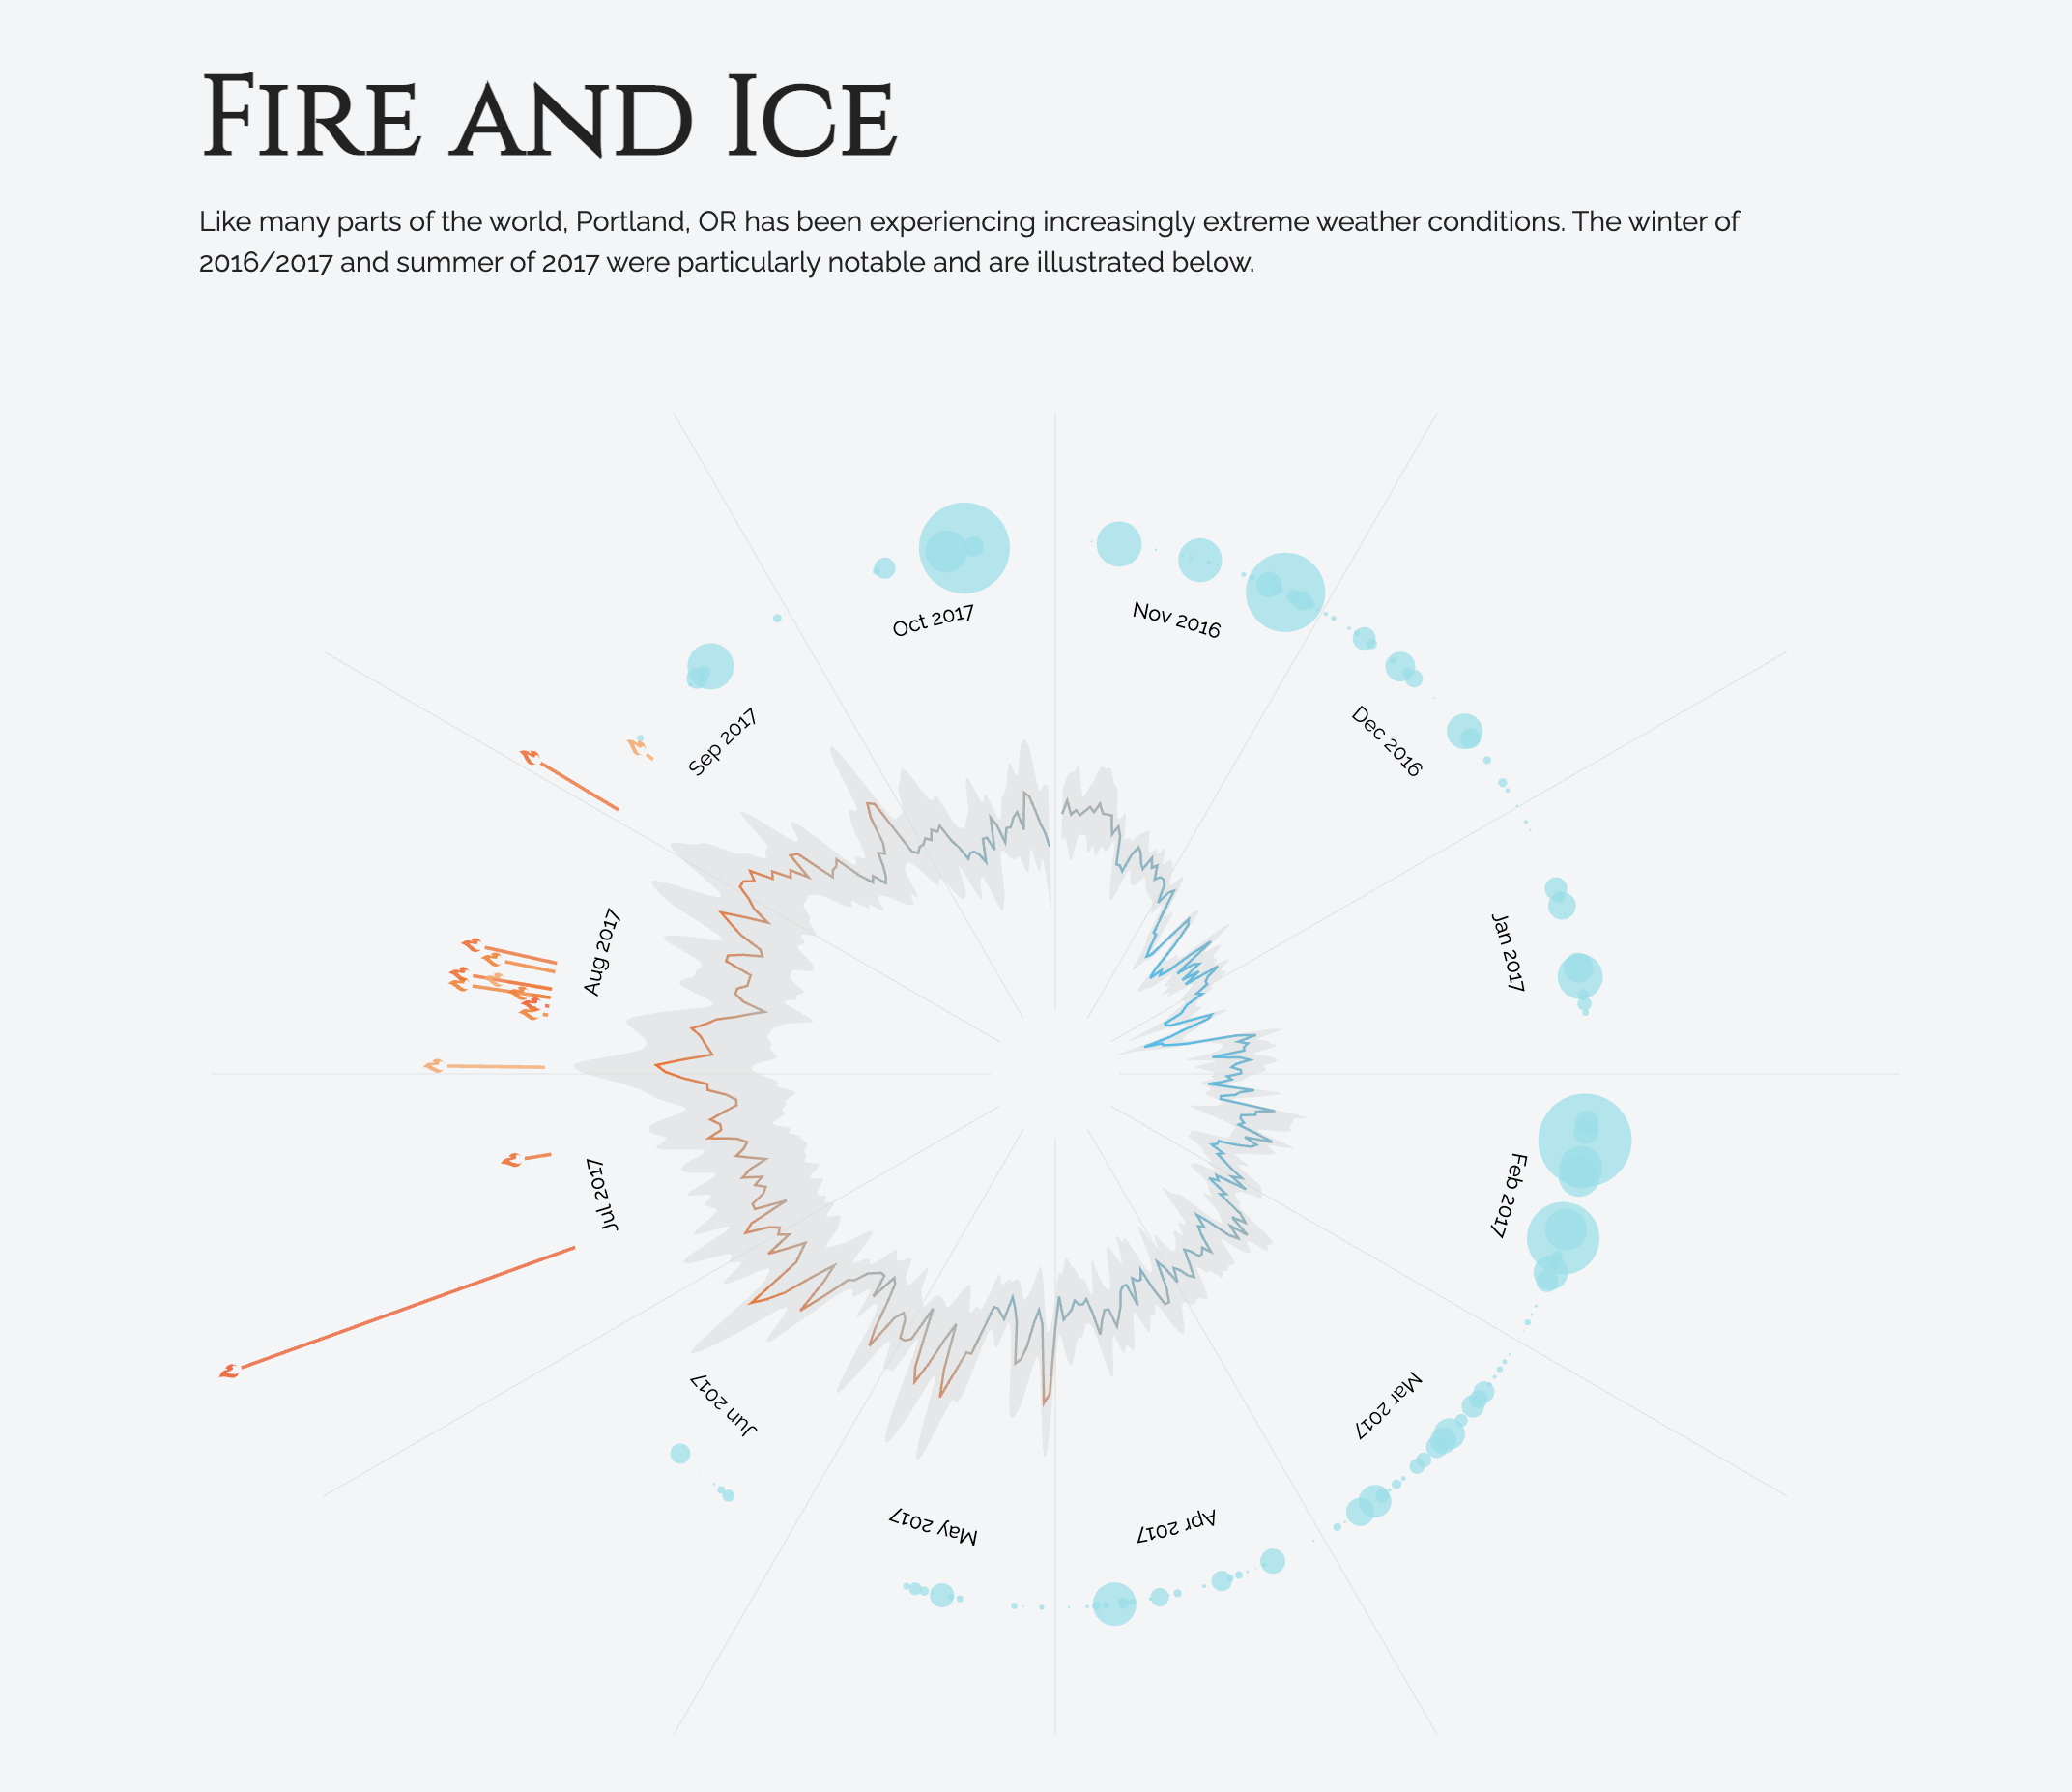 Fire and Ice
Like many parts of the world, Portland, OR has been experiencing increasingly extreme weather conditions. The winter of
2016/2017 and summer of 2017 were particularly notable and are illustrated below.
Nov 2016
Dec 2016
Jan 2017
Feb 2017
Mar 2017
Apr 2017
May 2017
Jun 2017
Jul 2017
Aug 2017
Sep 2017
Oct 2017